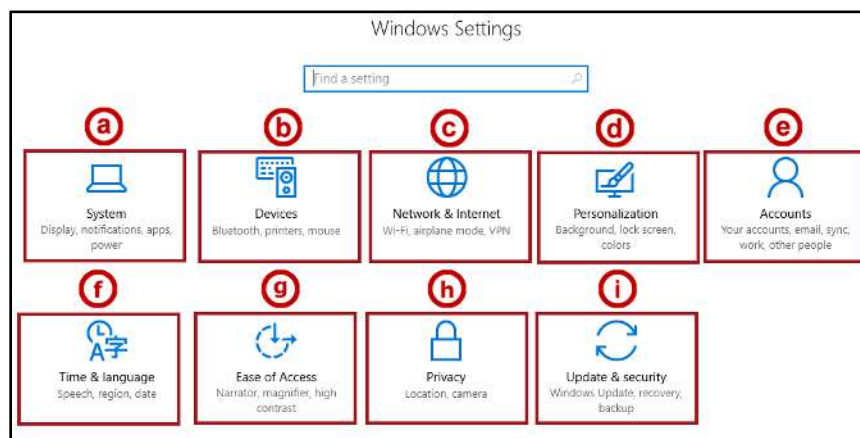 Windows Settings
Find a setting
a
b
c
d
e
System
Display, notifications, apps,
power
Devices
Bluetooth, printers, mouse
Network & Internet
Wi-Fi, airplane mode, VPN
Personalization
Background, lock screen,
colors
Accounts
Your accounts, email, sync,
work, other people
f
g
h
i
A字
Time & language
Speech, region, date
Ease of Access
Narrator, magnifier, high
contrast
Privacy
Location, camera
Update & security
Windows Update, recovery,
backup